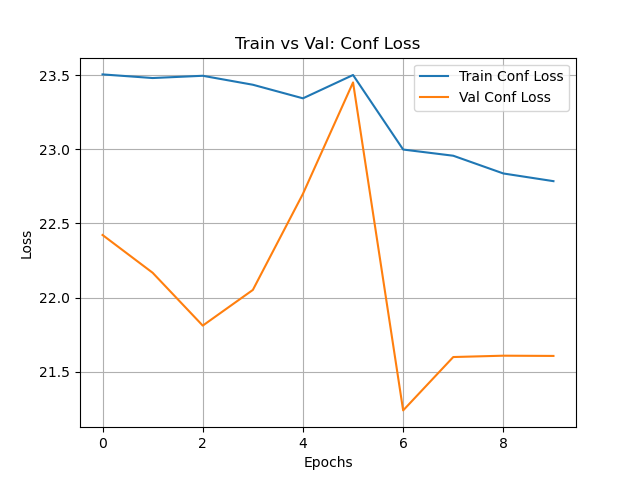 Train vs Val: Conf Loss
Train Conf Loss
Val Conf Loss
23.5
23.0
22.5
22.0
21.5
Loss
0 2 4 6 8
Epochs